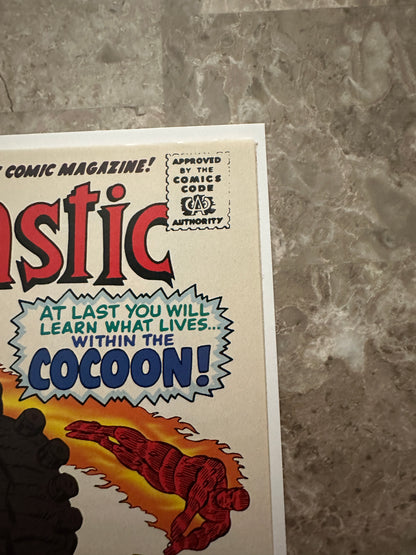 COMIC MAGAZINE!
APPROVED
BY THE
COMICS
CODE
CA
AUTHORITY
astic
AT LAST YOU WILL
LEARN WHAT LIVES...
WITHIN THE
COCOON!